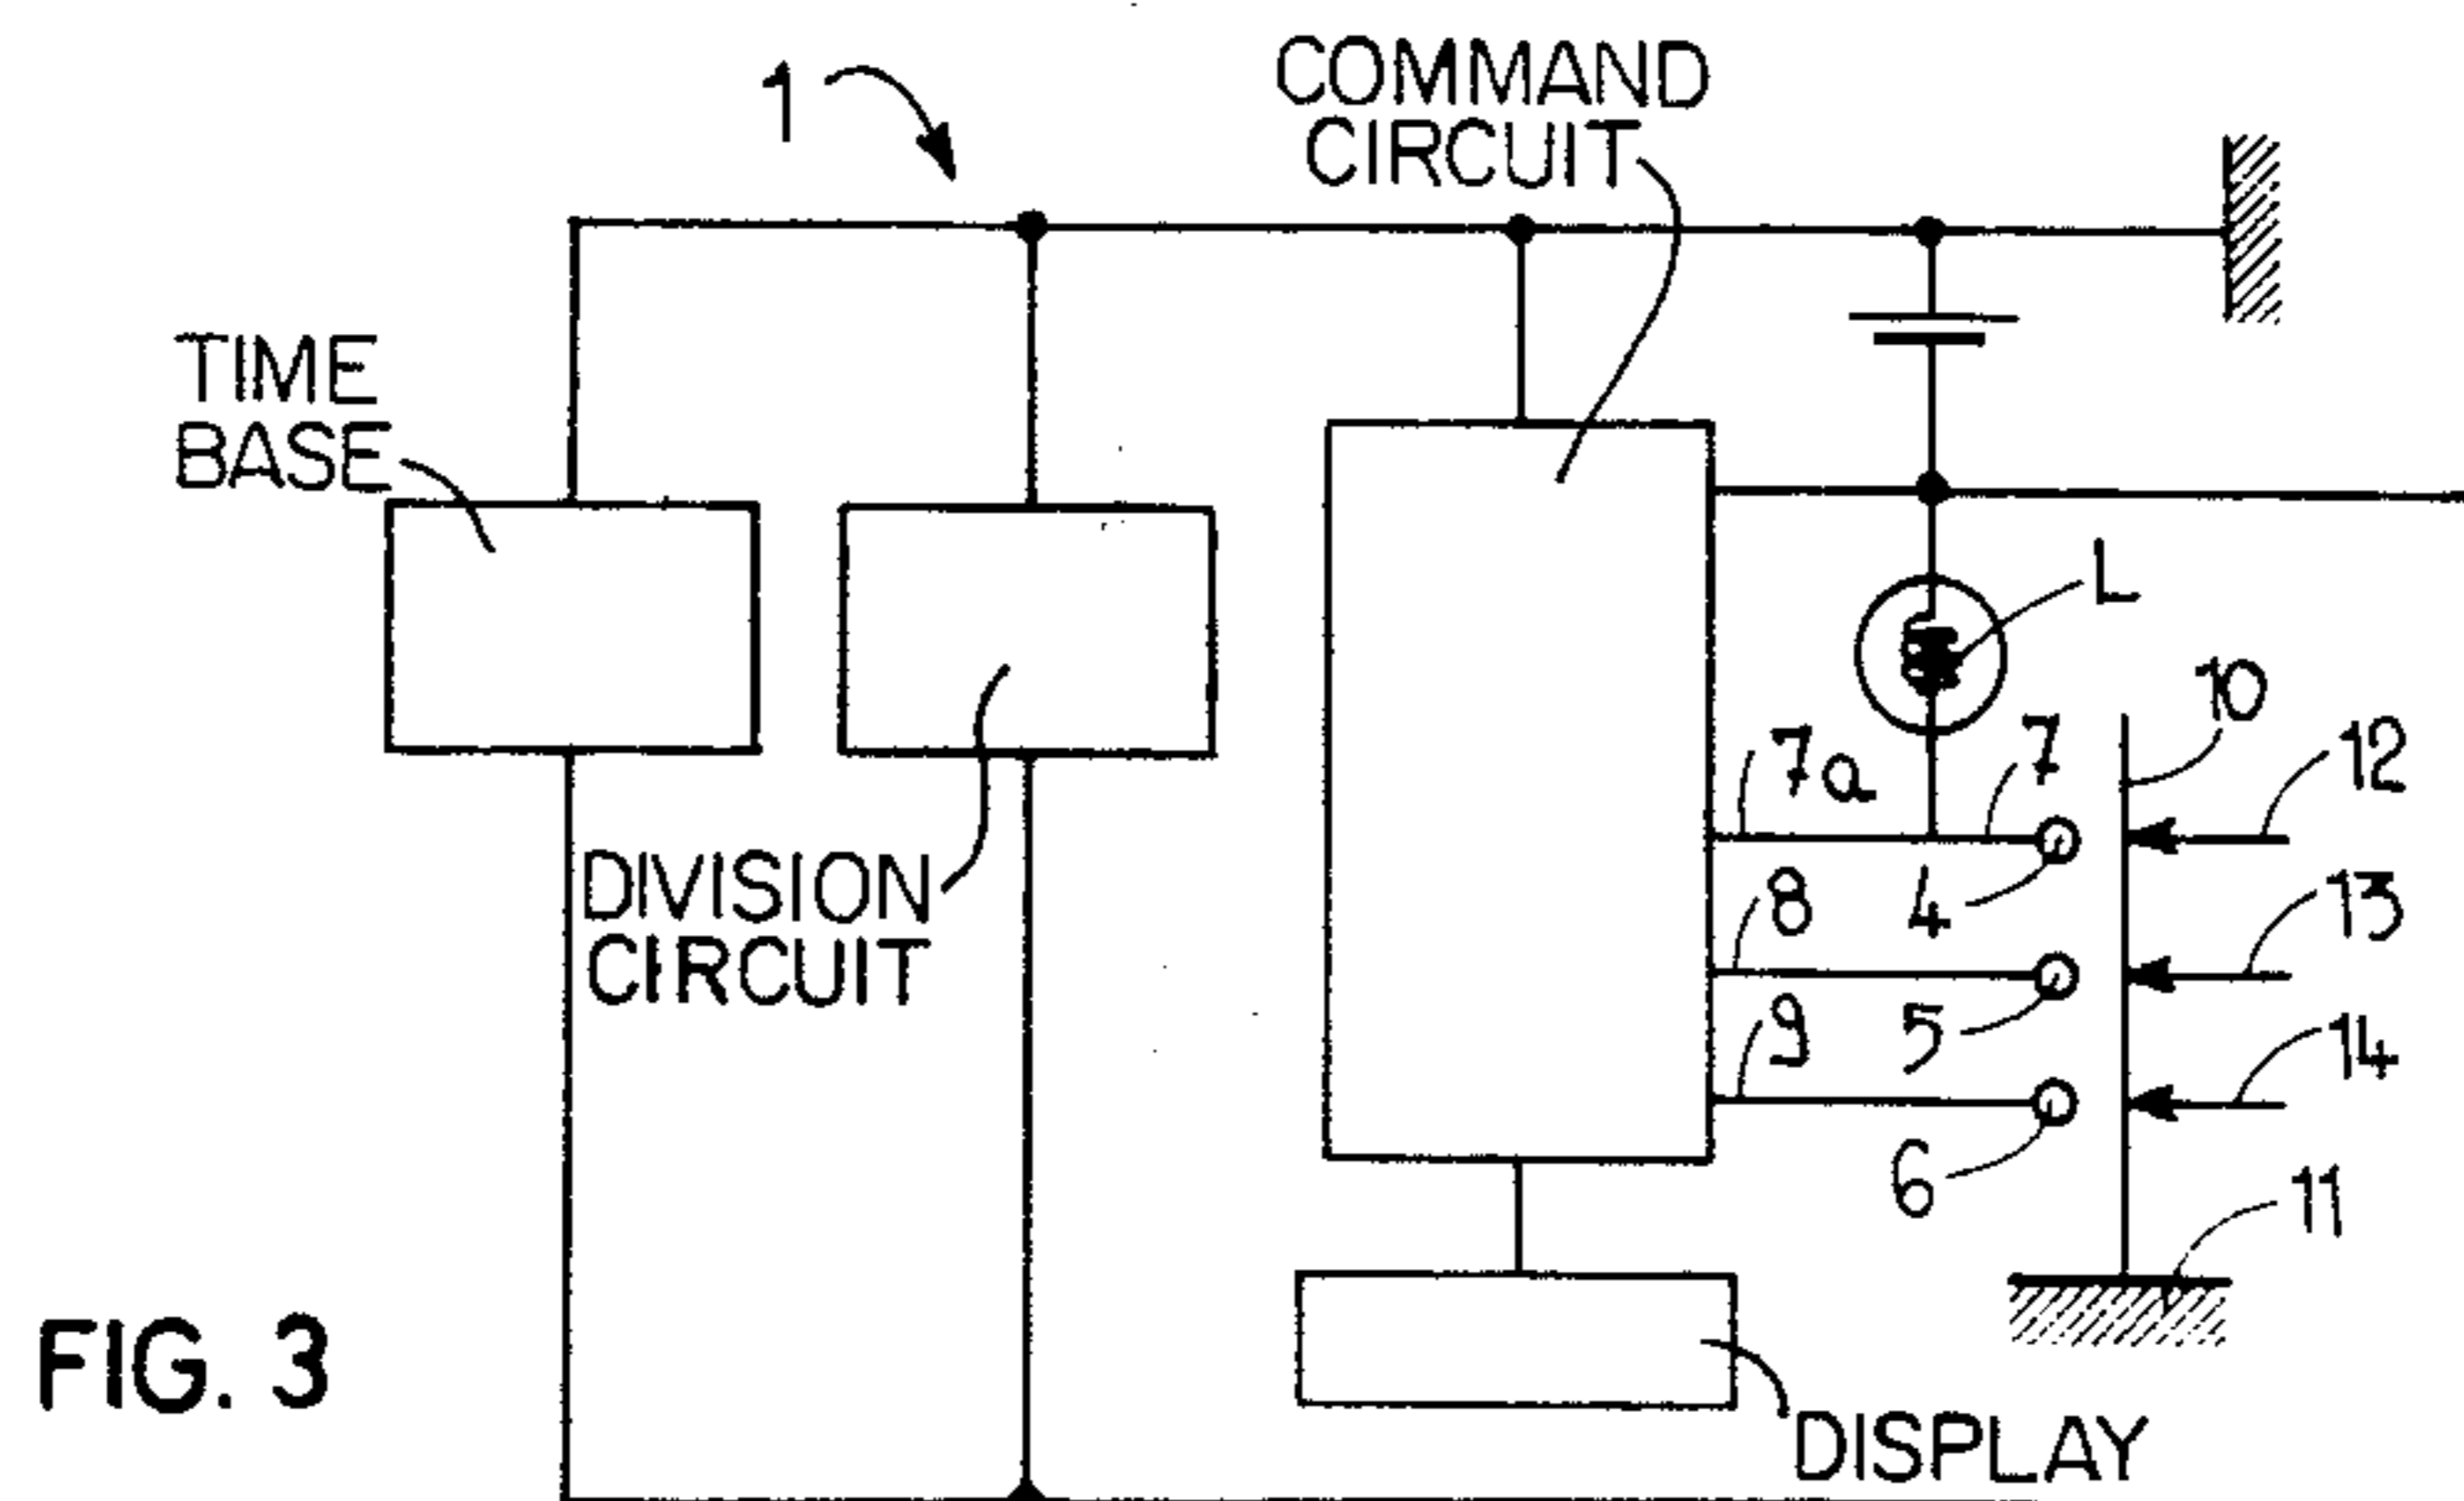 1
COMMAND
CIRCUIT
TIME
BASE
L
10
7a
7
12
DIVISION
CIRCUIT
8
4
13
9
5
14
6
11
FIG. 3
DISPLAY